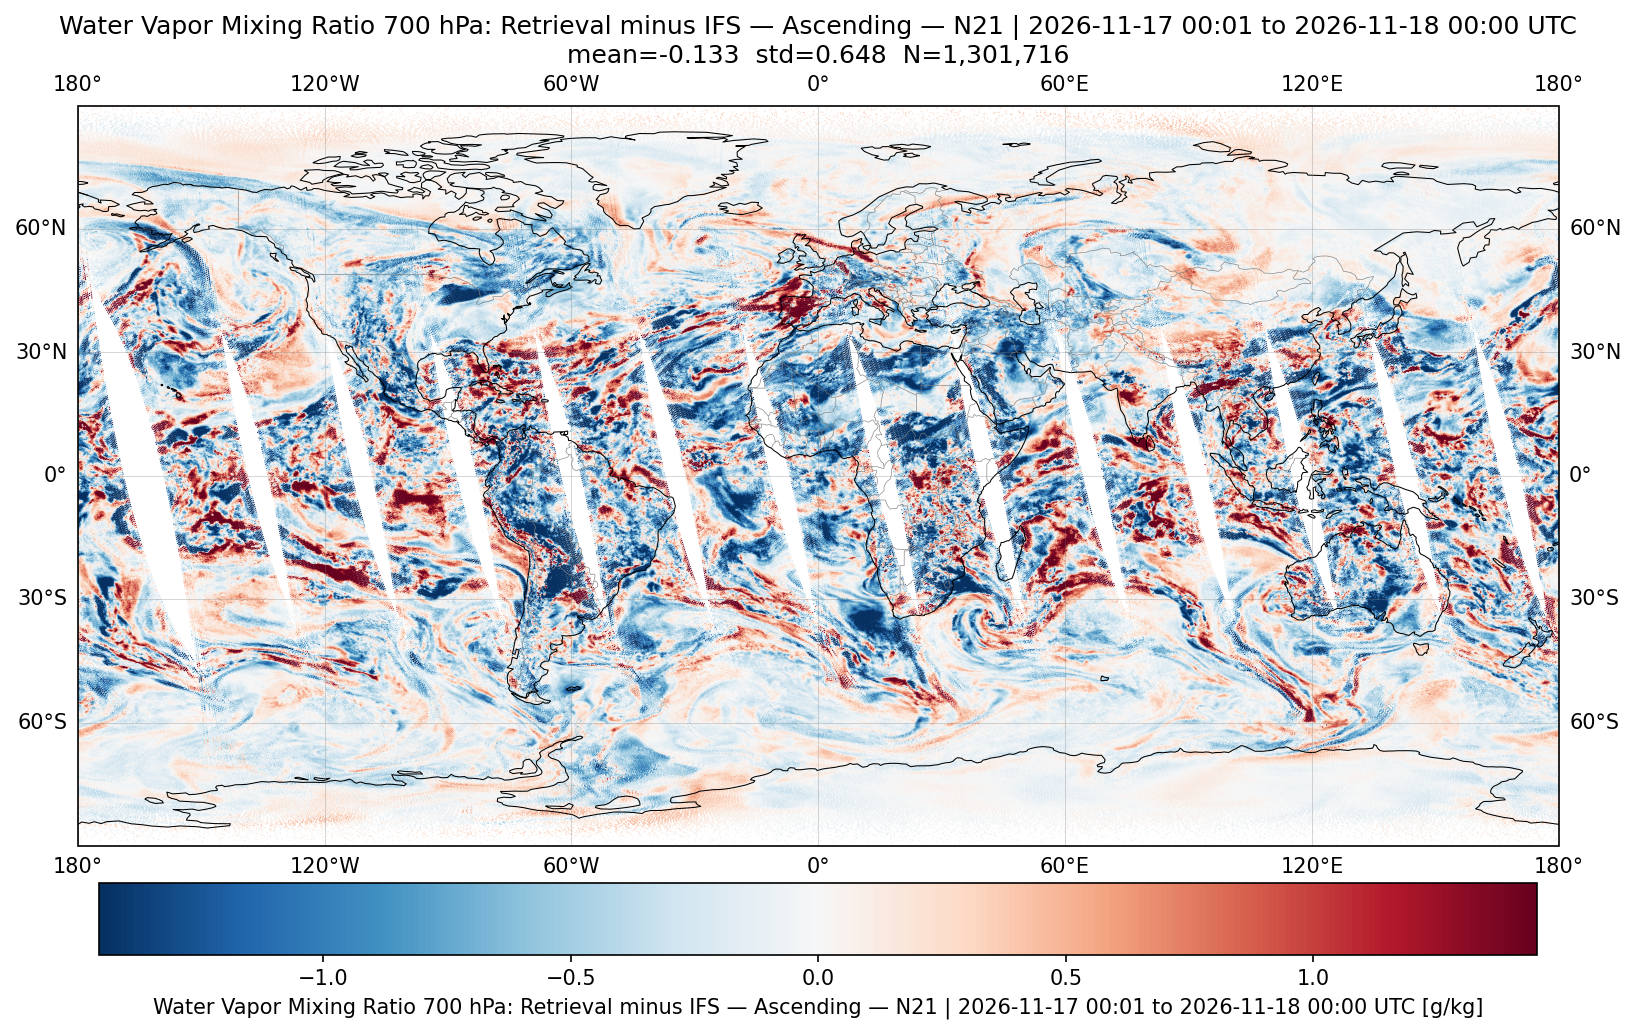 Water Vapor Mixing Ratio 700 hPa: Retrieval minus IFS — Ascending — N21 | 2026-11-17 00:01 to 2026-11-18 00:00 UTC
mean=-0.133  std=0.648  N=1,301,716
180° 120°W 60°W 0° 60°E 120°E 180°
60°N 60°N
30°N 30°N
0° 0°
30°S 30°S
60°S 60°S
180° 120°W 60°W 0° 60°E 120°E 180°
−1.0 −0.5 0.0 0.5 1.0
Water Vapor Mixing Ratio 700 hPa: Retrieval minus IFS — Ascending — N21 | 2026-11-17 00:01 to 2026-11-18 00:00 UTC [g/kg]